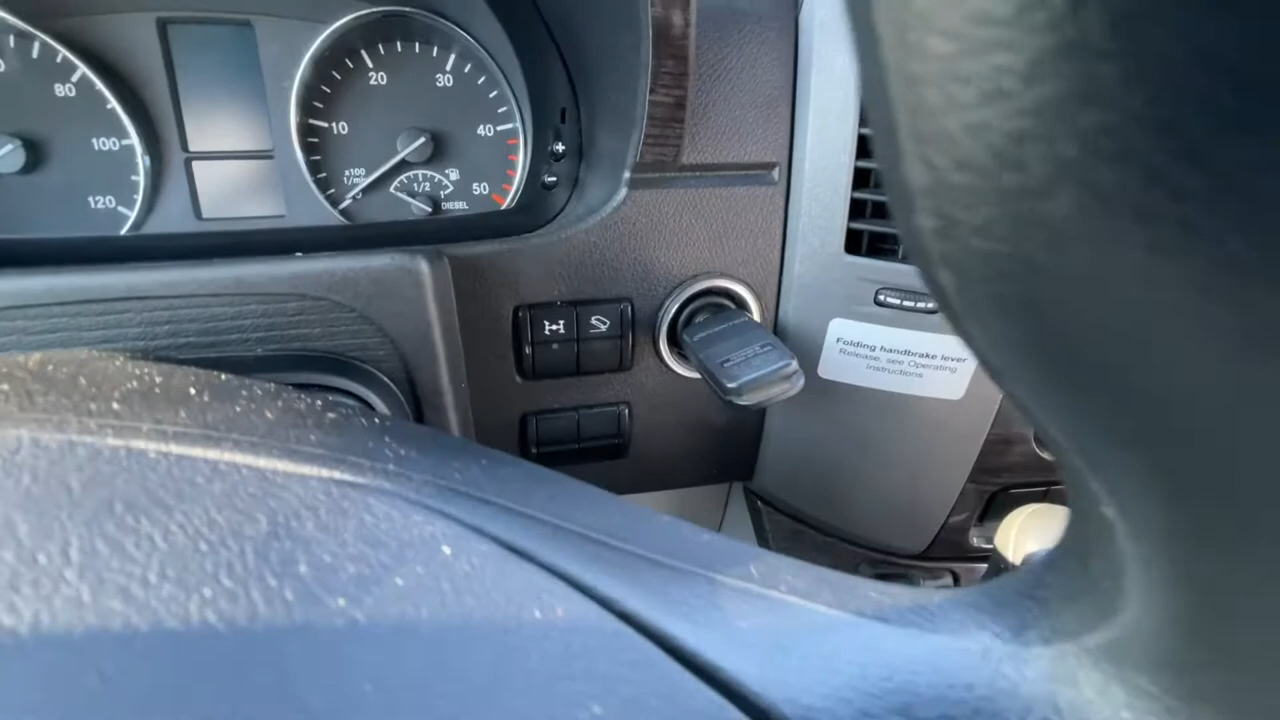 80
100
120
10
20
30
40
50
x100
1/min
1/2
1
DIESEL
Folding handbrake lever
Release, see Operating
Instructions